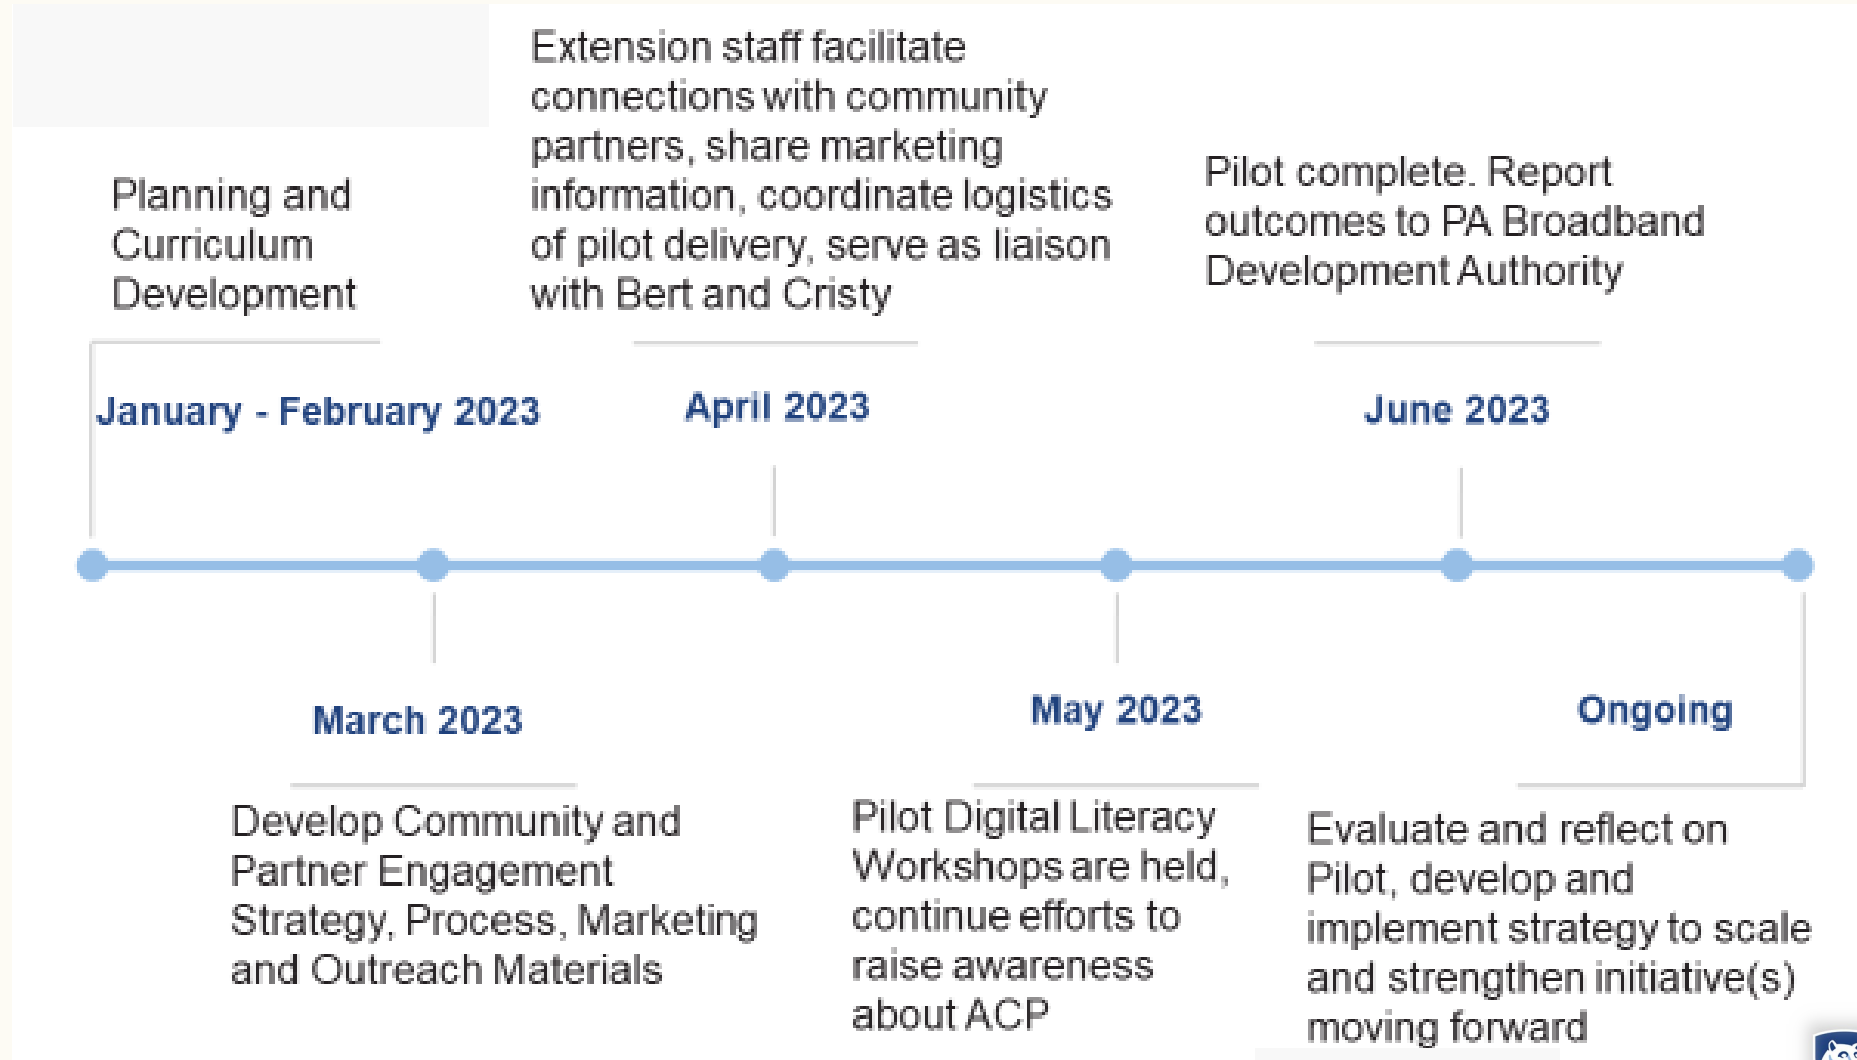 Planning and
Curriculum
Development
January - February 2023
Extension staff facilitate
connections with community
partners, share marketing
information, coordinate logistics
of pilot delivery, serve as liaison
with Bert and Cristy
April 2023
Pilot complete. Report
outcomes to PA Broadband
Development Authority
June 2023
March 2023
Develop Community and
Partner Engagement
Strategy, Process, Marketing
and Outreach Materials
May 2023
Pilot Digital Literacy
Workshops are held,
continue efforts to
raise awareness
about ACP
Ongoing
Evaluate and reflect on
Pilot, develop and
implement strategy to scale
and strengthen initiative(s)
moving forward